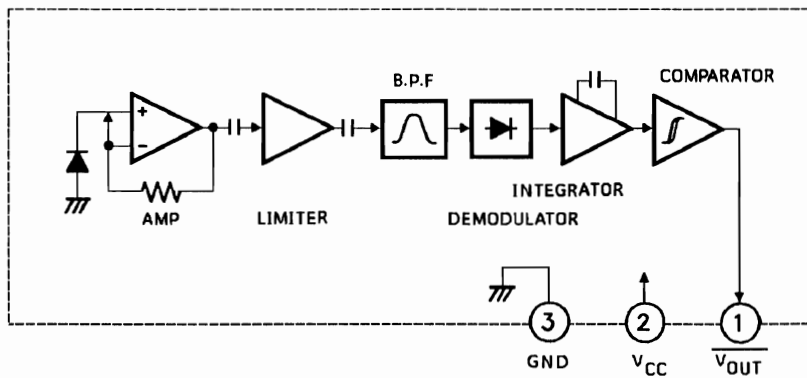 B.P.F
COMPARATOR
+
−
AMP
LIMITER
INTEGRATOR
DEMODULATOR
3
2
1
GND
VCC
VOUT